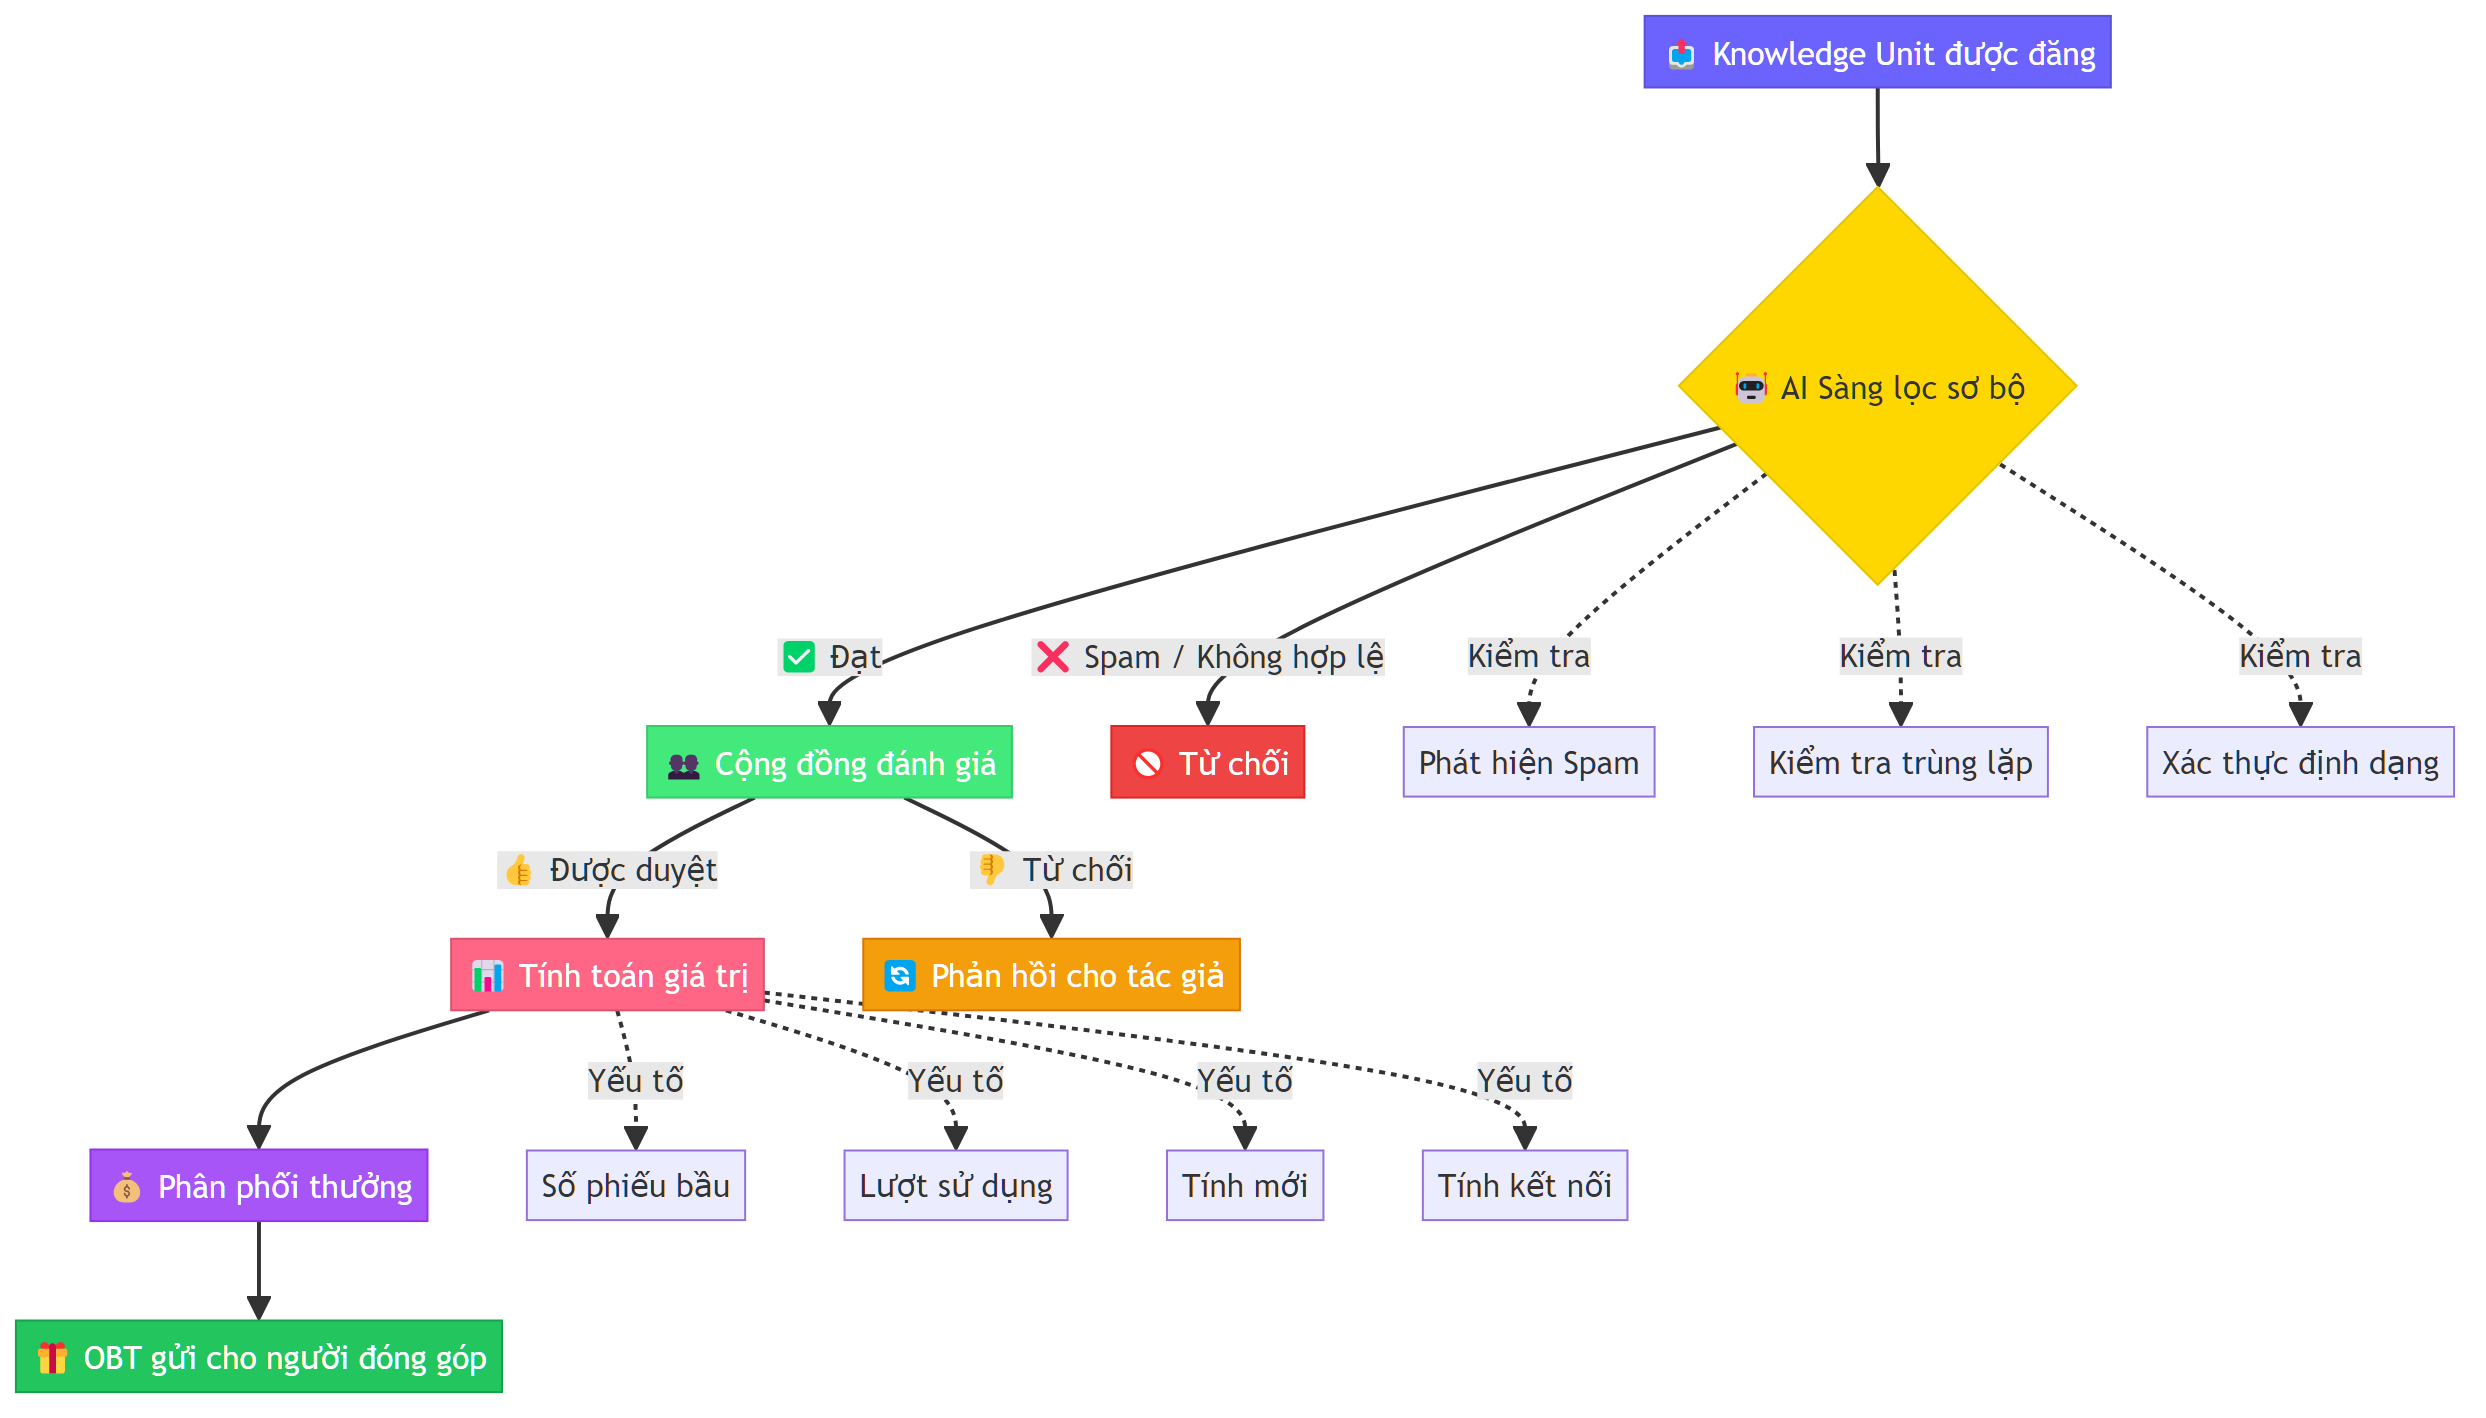 📤 Knowledge Unit được đăng
🤖 AI Sàng lọc sơ bộ
✅ Đạt
❌ Spam / Không hợp lệ
Kiểm tra
Kiểm tra
Kiểm tra
👥 Cộng đồng đánh giá
🚫 Từ chối
Phát hiện Spam
Kiểm tra trùng lặp
Xác thực định dạng
👍 Được duyệt
👎 Từ chối
📊 Tính toán giá trị
🔄 Phản hồi cho tác giả
Yếu tố
Yếu tố
Yếu tố
Yếu tố
💰 Phân phối thưởng
Số phiếu bầu
Lượt sử dụng
Tính mới
Tính kết nối
🎁 OBT gửi cho người đóng góp